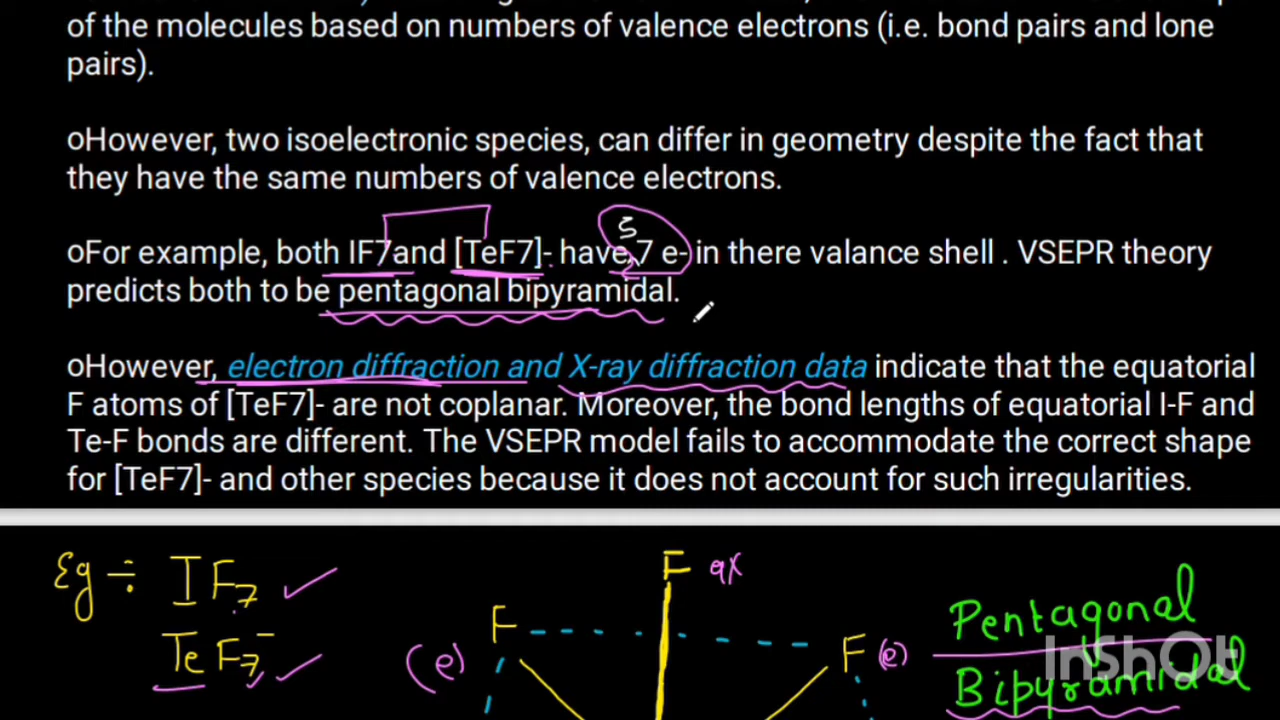 of the molecules based on numbers of valence electrons (i.e. bond pairs and lone
pairs).
oHowever, two isoelectronic species, can differ in geometry despite the fact that
they have the same numbers of valence electrons.
5
oFor example, both IF7and [TeF7]- have 7 e- in there valance shell . VSEPR theory
predicts both to be pentagonal bipyramidal.
oHowever, electron diffraction and X-ray diffraction data indicate that the equatorial
F atoms of [TeF7]- are not coplanar. Moreover, the bond lengths of equatorial I-F and
Te-F bonds are different. The VSEPR model fails to accommodate the correct shape
for [TeF7]- and other species because it does not account for such irregularities.
Eg ÷ IF7
F ax
TeF7-
F
(e)
F (e)
Pentagonal
Bipyramidal
InShOt